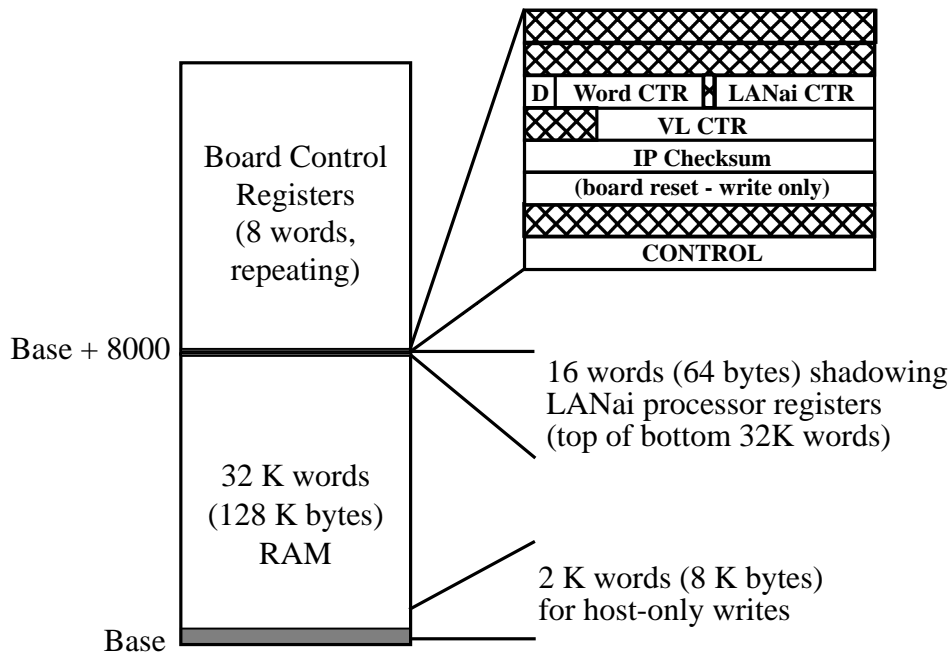 D Word CTR LANai CTR
VL CTR
IP Checksum
(board reset - write only)
CONTROL
Board Control
Registers
(8 words,
repeating)
Base + 8000
16 words (64 bytes) shadowing
LANai processor registers
(top of bottom 32K words)
32 K words
(128 K bytes)
RAM
2 K words (8 K bytes)
for host-only writes
Base